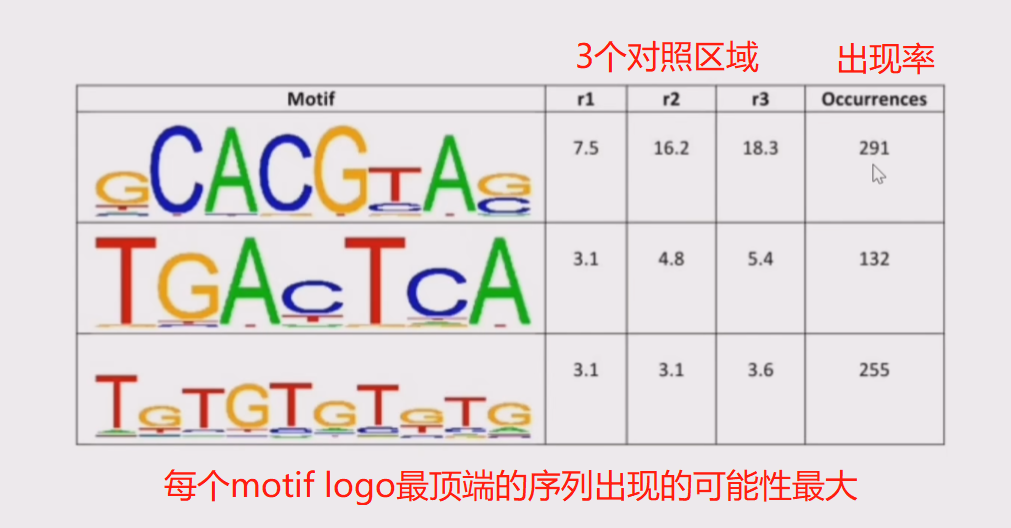 3个对照区域 出现率
Motif r1 r2 r3 Occurrences
GCACGTAG 7.5 16.2 18.3 291
TGACTCA 3.1 4.8 5.4 132
TGTGTGTGTG 3.1 3.1 3.6 255
每个motif logo最顶端的序列出现的可能性最大